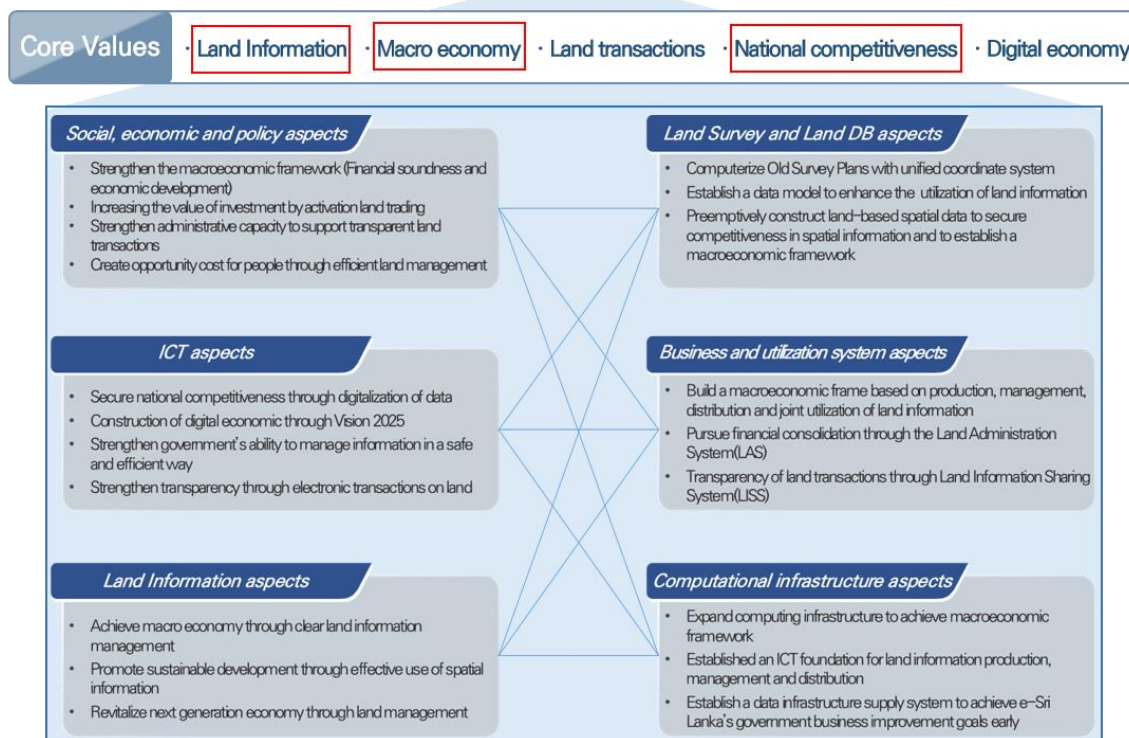 Core Values · Land Information · Macro economy · Land transactions · National competitiveness · Digital economy
Social, economic and policy aspects
• Strengthen the macroeconomic framework (Financial soundness and
economic development)
• Increasing the value of investment by activation land trading
• Strengthen administrative capacity to support transparent land
transactions
• Create opportunity cost for people through efficient land management
Land Survey and Land DB aspects
• Computerize Old Survey Plans with unified coordinate system
• Establish a data model to enhance the utilization of land information
• Preemptively construct land-based spatial data to secure
competitiveness in spatial information and to establish a
macroeconomic framework
ICT aspects
• Secure national competitiveness through digitalization of data
• Construction of digital economic through Vision 2025
• Strengthen government's ability to manage information in a safe
and efficient way
• Strengthen transparency through electronic transactions on land
Business and utilization system aspects
• Build a macroeconomic frame based on production, management,
distribution and joint utilization of land information
• Pursue financial consolidation through the Land Administration
System(LAS)
• Transparency of land transactions through Land Information Sharing
System(LISS)
Land Information aspects
• Achieve macro economy through clear land information
management
• Promote sustainable development through effective use of spatial
information
• Revitalize next generation economy through land management
Computational infrastructure aspects
• Expand computing infrastructure to achieve macroeconomic
framework
• Established an ICT foundation for land information production,
management and distribution
• Establish a data infrastructure supply system to achieve e-Sri
Lanka's government business improvement goals early